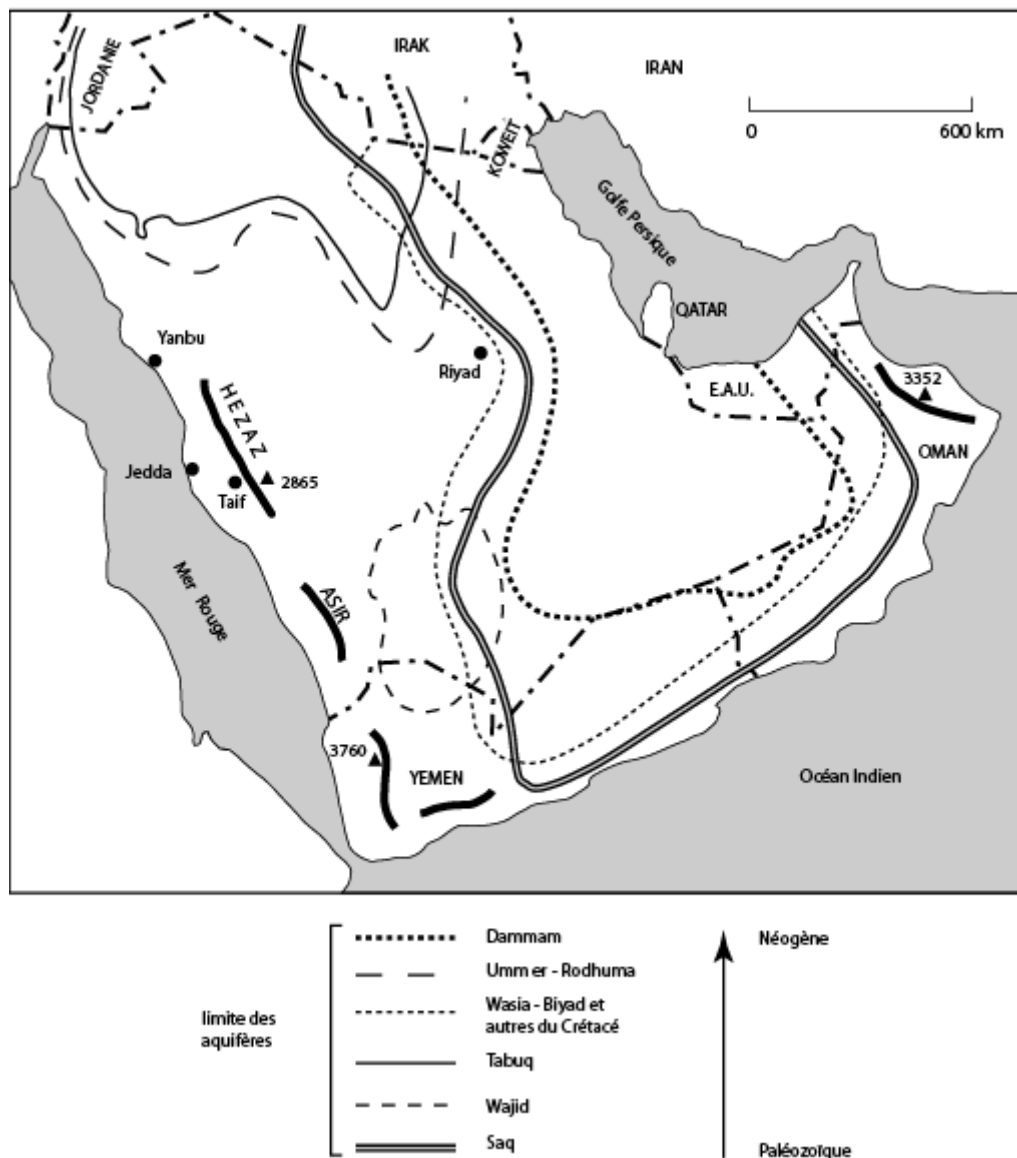 JORDANIE
IRAK
IRAN
0 600 km
KOWEIT
Golfe Persique
QATAR
Yanbu
Riyad
E.A.U.
3352
HEZAZ
OMAN
Jedda
Taif
2865
Mer Rouge
ASIR
3760
YEMEN
Océan Indien
limite des
aquifères
Dammam
Ummer - Rodhuma
Wasia - Biyad et
autres du Crétacé
Tabuq
Wajid
Saq
Néogène
Paléozoïque